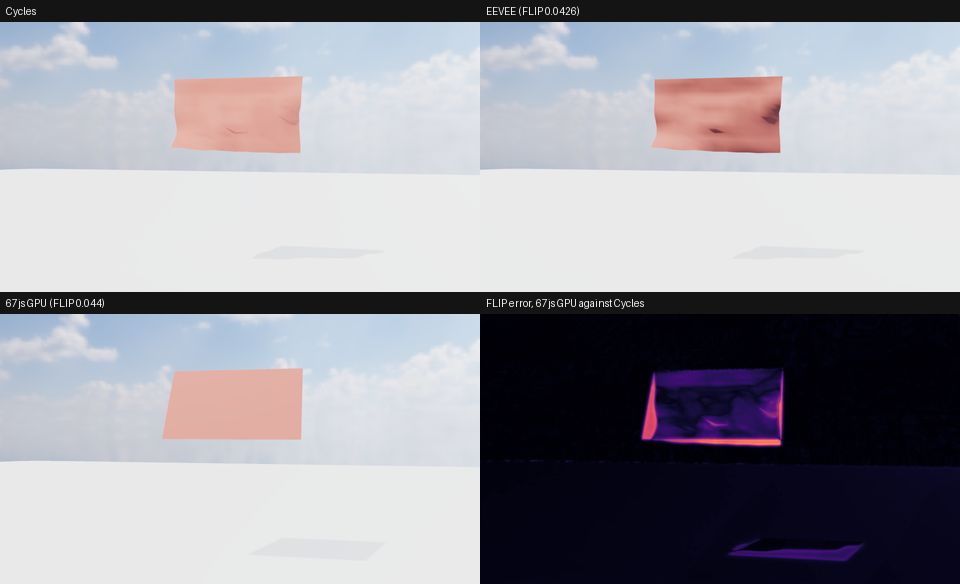 Cycles
EEVEE (FLIP 0.0426)
67js GPU (FLIP 0.044)
FLIP error, 67js GPU against Cycles